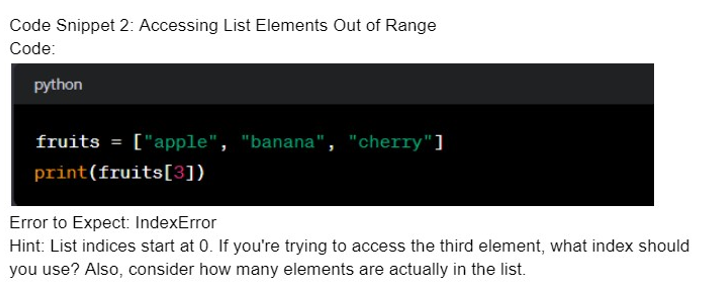 Code Snippet 2: Accessing List Elements Out of Range
Code:
python
fruits = ["apple", "banana", "cherry"]
print(fruits[3])
Error to Expect: IndexError
Hint: List indices start at 0. If you're trying to access the third element, what index should
you use? Also, consider how many elements are actually in the list.